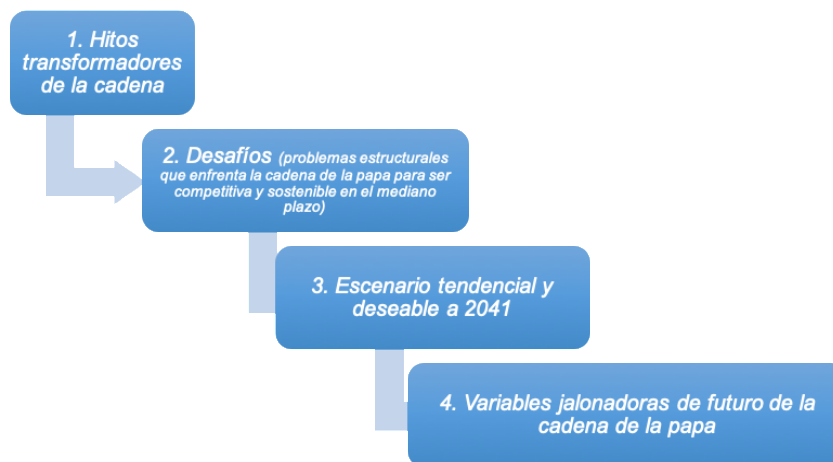 1. Hitos
transformadores
de la cadena
2. Desafíos (problemas estructurales
que enfrenta la cadena de la papa para ser
competitiva y sostenible en el mediano
plazo)
3. Escenario tendencial y
deseable a 2041
4. Variables jalonadoras de futuro de la
cadena de la papa